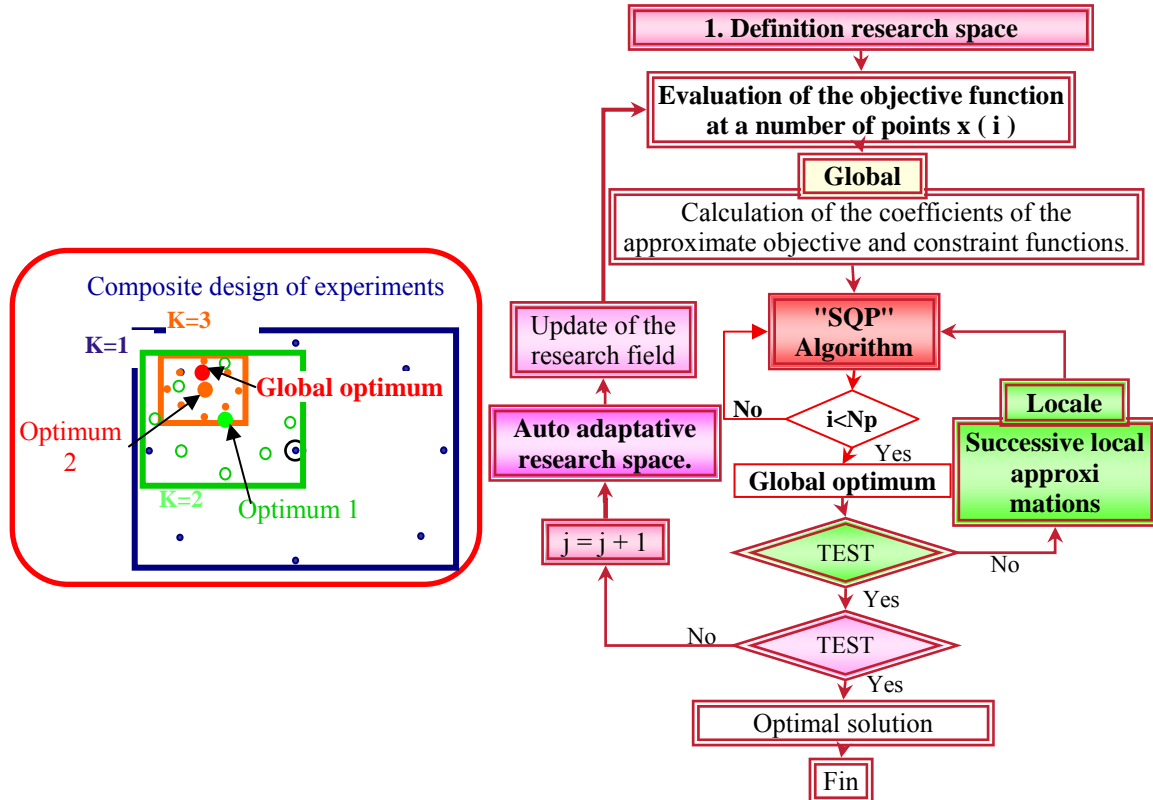 Composite design of experiments
K=3
K=1
Global optimum
Optimum
2
K=2
Optimum 1
1. Definition research space
Evaluation of the objective function
at a number of points x ( i )
Global
Calculation of the coefficients of the
approximate objective and constraint functions.
"SQP"
Algorithm
No
i<Np
Yes
Global optimum
TEST
No
Locale
Successive local
approxi
mations
Yes
TEST
No
j = j + 1
Auto adaptative
research space.
Update of the
research field
Yes
Optimal solution
Fin